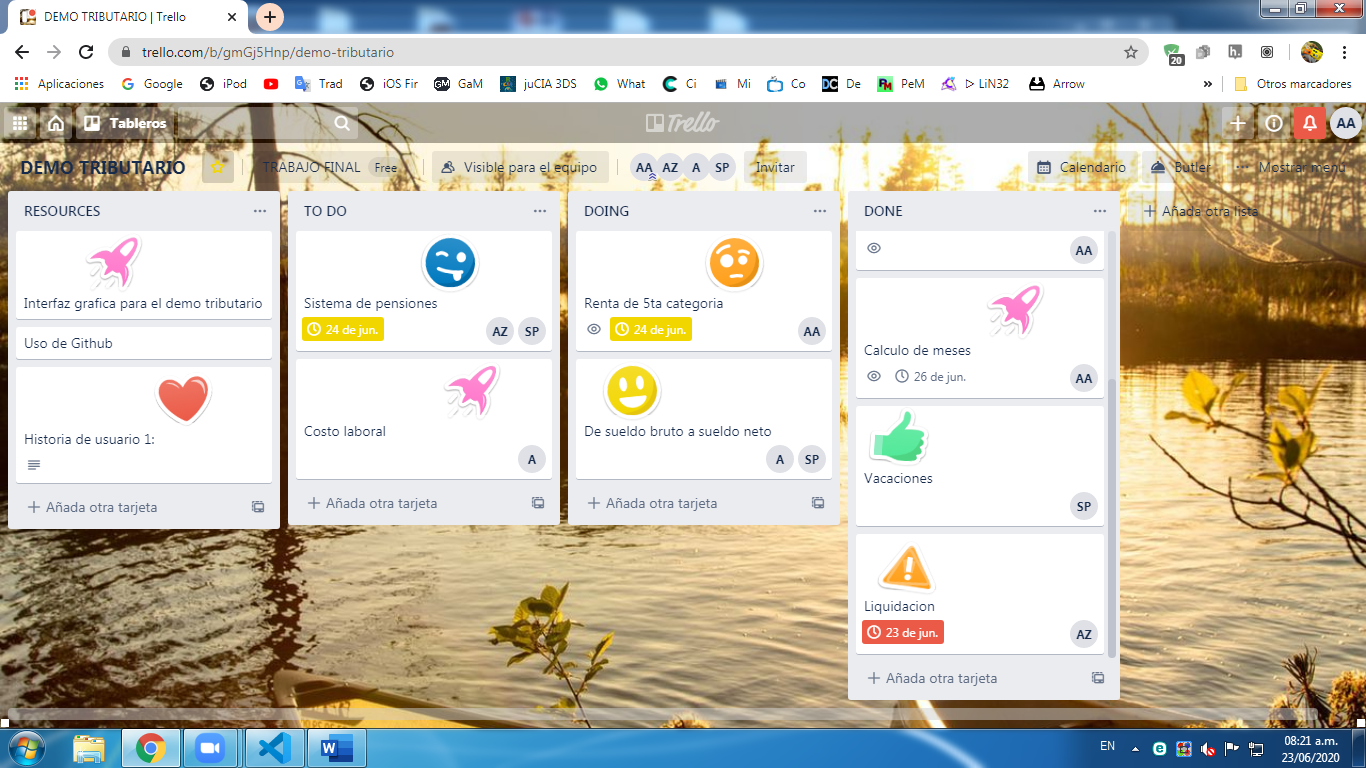 DEMO TRIBUTARIO | Trello
trello.com/b/gmGj5Hnp/demo-tributario
20
Aplicaciones Google iPod Trad iOS Fir GaM juCIA 3DS What Ci Mi Co De PeM ▷ LiN32 Arrow » Otros marcadores
Tableros Trello AA
DEMO TRIBUTARIO TRABAJO FINAL Free Visible para el equipo AA AZ A SP Invitar Calendario Butler Mostrar menú
RESOURCES
Interfaz grafica para el demo tributario
Uso de Github
Historia de usuario 1:
Añada otra tarjeta
TO DO
Sistema de pensiones
24 de jun. AZ SP
Costo laboral
A
Añada otra tarjeta
DOING
Renta de 5ta categoria
24 de jun. AA
De sueldo bruto a sueldo neto
A SP
Añada otra tarjeta
DONE
AA
Calculo de meses
26 de jun. AA
Vacaciones
SP
Liquidacion
23 de jun. AZ
Añada otra tarjeta
Añada otra lista
EN 08:21 a.m.
23/06/2020